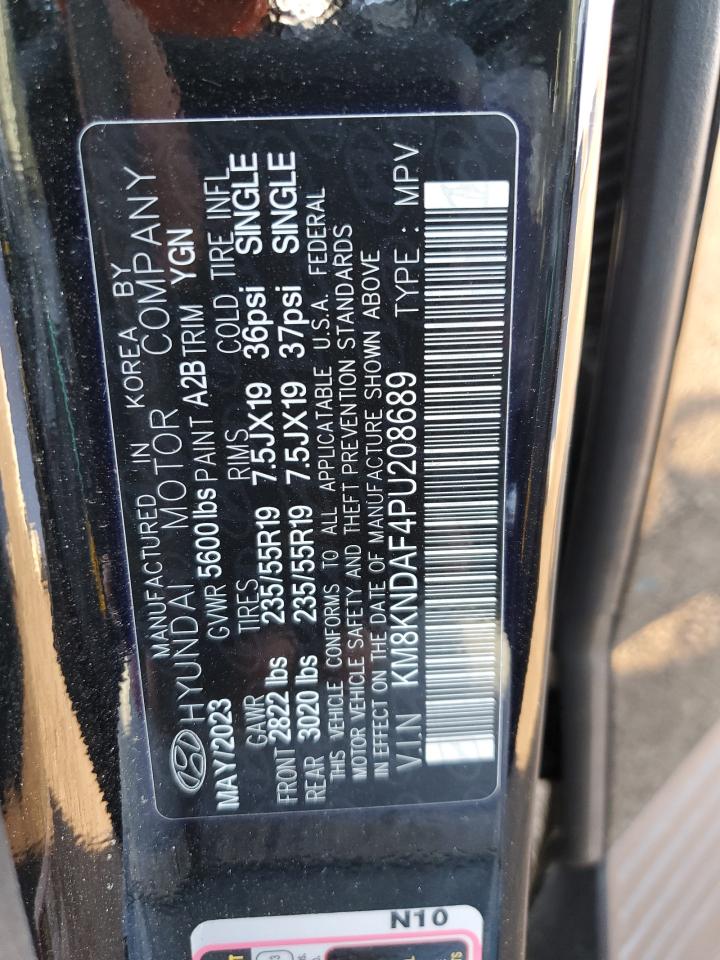 MANUFACTURED IN KOREA BY
HYUNDAI MOTOR COMPANY
MAY/2023 GVWR 5600lbs PAINT A2B TRIM YGN
GAWR TIRES RIMS COLD TIRE INFL
FRONT 2822 lbs 235/55R19 7.5JX19 36psi SINGLE
REAR 3020 lbs 235/55R19 7.5JX19 37psi SINGLE
THIS VEHICLE CONFORMS TO ALL APPLICATABLE U.S.A. FEDERAL
MOTOR VEHICLE SAFETY AND THEFT PREVENTION STANDARDS
IN EFFECT ON THE DATE OF MANUFACTURE SHOWN ABOVE
V.I.N KM8KNDAF4PU208689 TYPE : MPV
N10